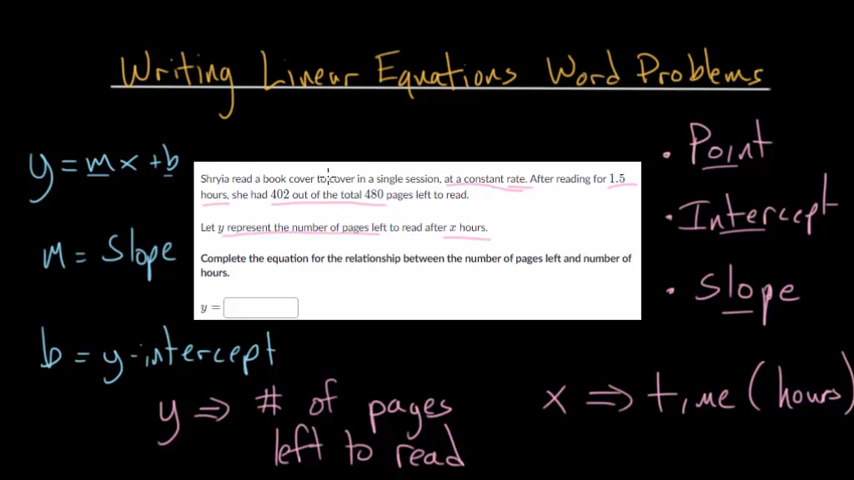 Writing Linear Equations Word Problems
y = mx + b
m = Slope
b = y-intercept
Shryia read a book cover to cover in a single session, at a constant rate. After reading for 1.5
hours, she had 402 out of the total 480 pages left to read.
Let y represent the number of pages left to read after x hours.
Complete the equation for the relationship between the number of pages left and number of
hours.
y =
• Point
• Intercept
• Slope
y ⇒ # of pages
left to read
x ⇒ time (hours)